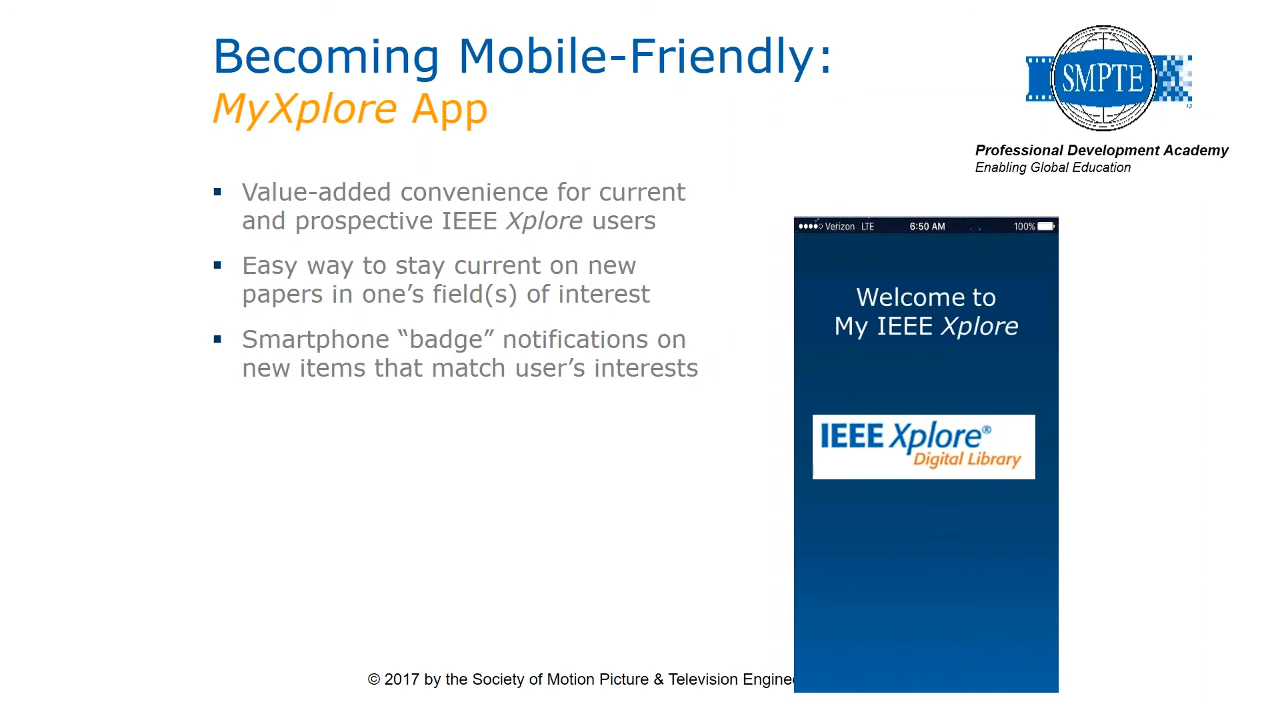 Becoming Mobile-Friendly:
MyXplore App
SMPTE
Professional Development Academy
Enabling Global Education
▪ Value-added convenience for current
and prospective IEEE Xplore users
▪ Easy way to stay current on new
papers in one’s field(s) of interest
▪ Smartphone “badge” notifications on
new items that match user’s interests
Verizon LTE 6:50 AM 100%
Welcome to
My IEEE Xplore
IEEE Xplore®
Digital Library
© 2017 by the Society of Motion Picture & Television